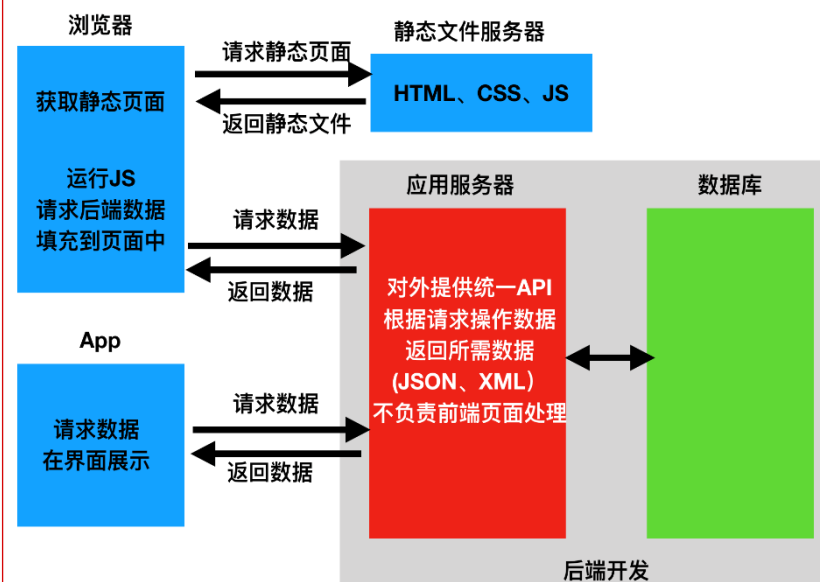 浏览器
获取静态页面
运行JS
请求后端数据
填充到页面中
请求静态页面
返回静态文件
静态文件服务器
HTML、CSS、JS
请求数据
返回数据
应用服务器
对外提供统一API
根据请求操作数据
返回所需数据
(JSON、XML）
不负责前端页面处理
数据库
App
请求数据
在界面展示
请求数据
返回数据
后端开发